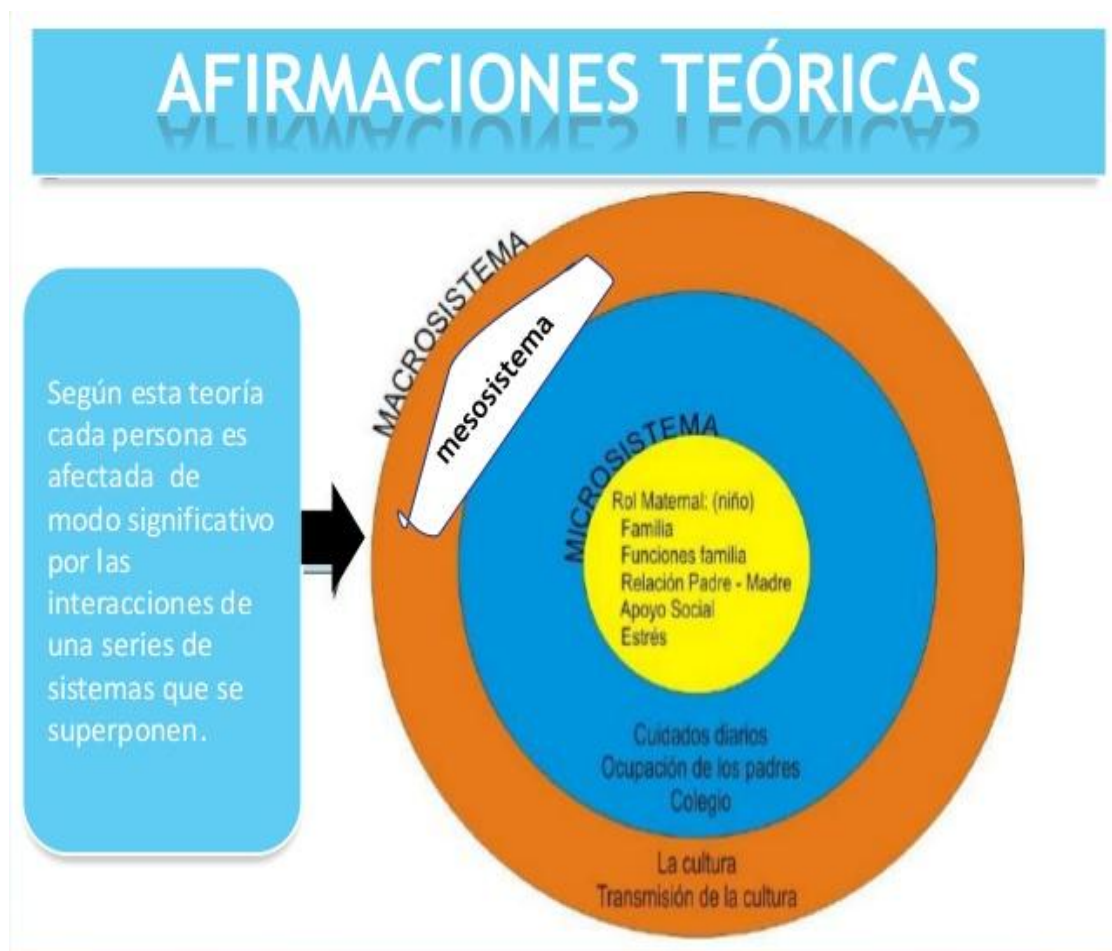 AFIRMACIONES TEÓRICAS
Según esta teoría
cada persona es
afectada de
modo significativo
por las
interacciones de
una series de
sistemas que se
superponen.
MACROSISTEMA
mesosistema
MICROSISTEMA
Rol Maternal: (niño)
Familia
Funciones familia
Relación Padre - Madre
Apoyo Social
Estrés
Cuidados diarios
Ocupación de los padres
Colegio
La cultura
Transmisión de la cultura